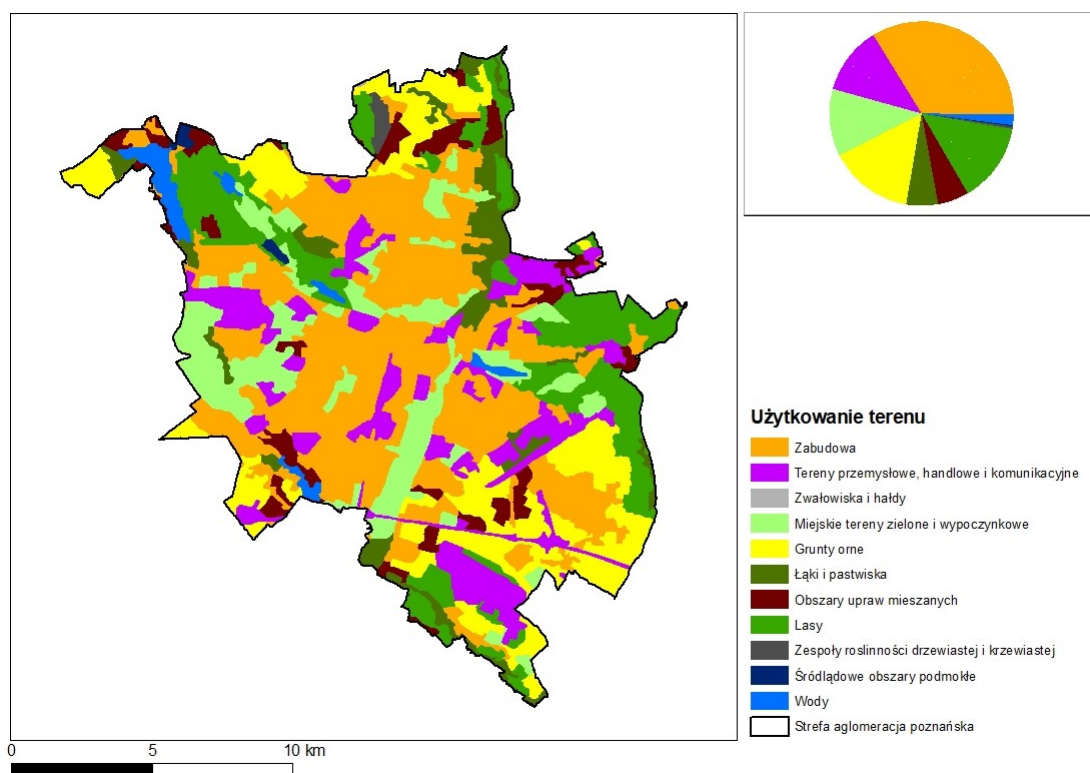 Użytkowanie terenu
Zabudowa
Tereny przemysłowe, handlowe i komunikacyjne
Zwałowiska i hałdy
Miejskie tereny zielone i wypoczynkowe
Grunty orne
Łąki i pastwiska
Obszary upraw mieszanych
Lasy
Zespoły roslinności drzewiastej i krzewiastej
Śródlądowe obszary podmokłe
Wody
Strefa aglomeracja poznańska
0 5 10 km